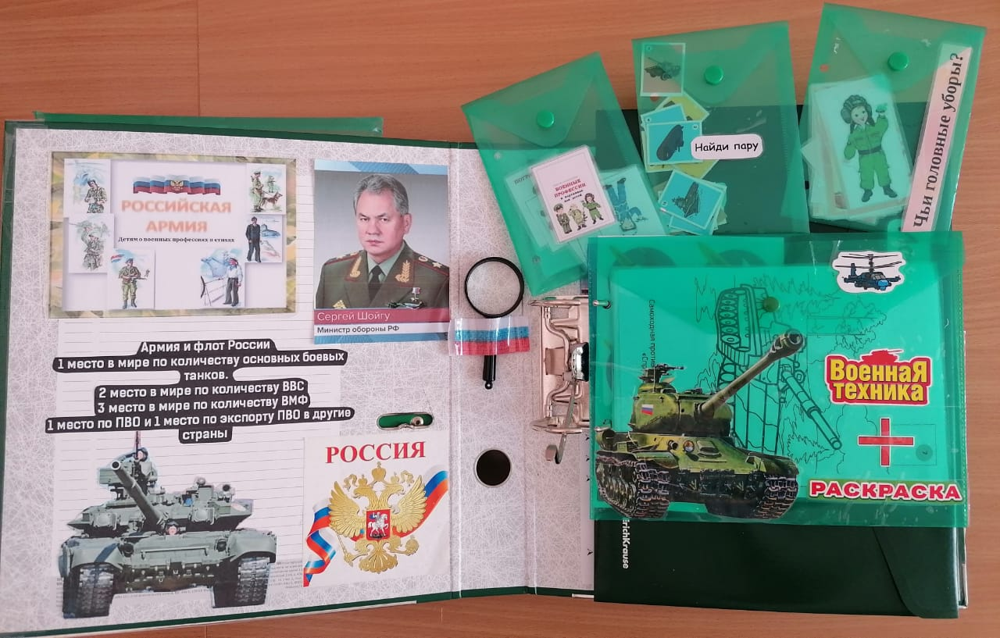 РОССИЙСКАЯ
АРМИЯ
Детям о военных профессиях в стихах
Сергей Шойгу
Министр обороны РФ
Армия и флот России
1 место в мире по количеству основных боевых
танков.
2 место в мире по количеству ВВС
3 место в мире по количеству ВМФ
1 место по ПВО и 1 место по экспорту ПВО в другие
страны
РОССИЯ
ВОЕННЫЕ
ПРОФЕССИИ
Найди пару
Чьи головные уборы?
Самоходная проти
Военная
техника
+
РАСКРАСКА
richKrause